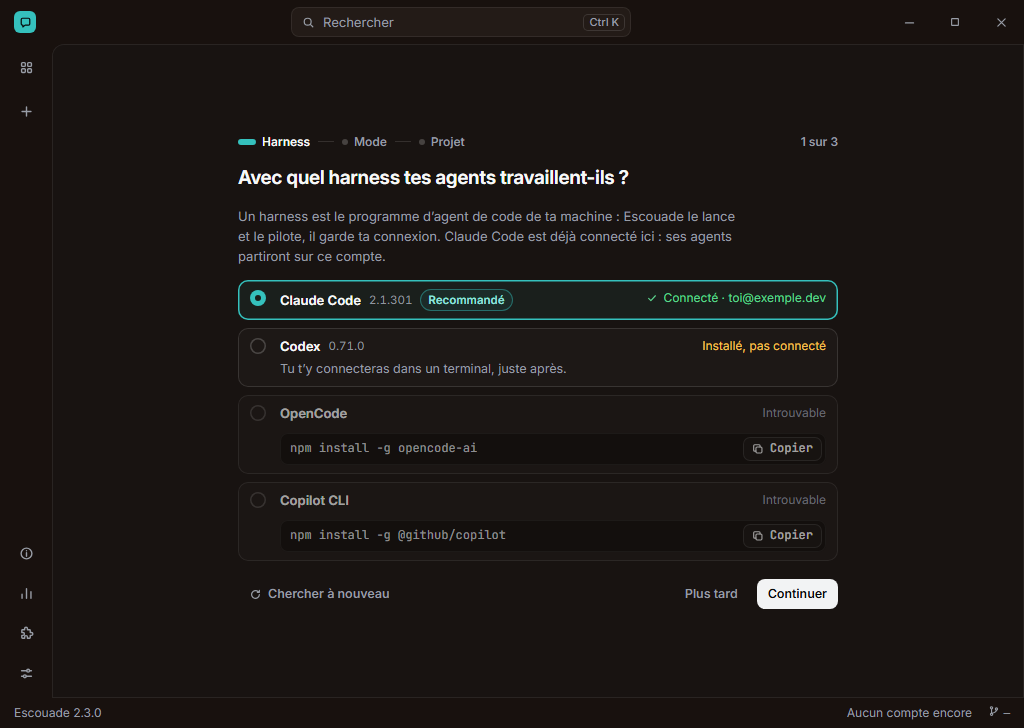 Rechercher
Ctrl K
Harness
Mode
Projet
1 sur 3
Avec quel harness tes agents travaillent-ils ?
Un harness est le programme d’agent de code de ta machine : Escouade le lance
et le pilote, il garde ta connexion. Claude Code est déjà connecté ici : ses agents
partiront sur ce compte.
Claude Code 2.1.301 Recommandé
Connecté · toi@exemple.dev
Codex 0.71.0
Installé, pas connecté
Tu t’y connecteras dans un terminal, juste après.
OpenCode
Introuvable
npm install -g opencode-ai
Copier
Copilot CLI
Introuvable
npm install -g @github/copilot
Copier
Chercher à nouveau
Plus tard
Continuer
Escouade 2.3.0
Aucun compte encore
–